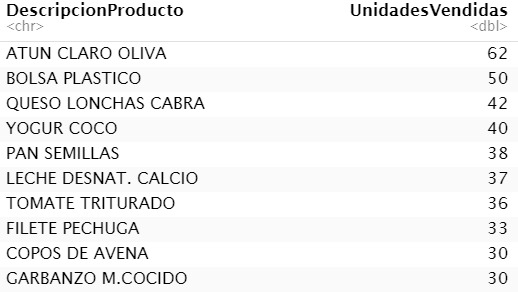 DescripcionProducto UnidadesVendidas
<chr> <dbl>
ATUN CLARO OLIVA 62
BOLSA PLASTICO 50
QUESO LONCHAS CABRA 42
YOGUR COCO 40
PAN SEMILLAS 38
LECHE DESNAT. CALCIO 37
TOMATE TRITURADO 36
FILETE PECHUGA 33
COPOS DE AVENA 30
GARBANZO M.COCIDO 30